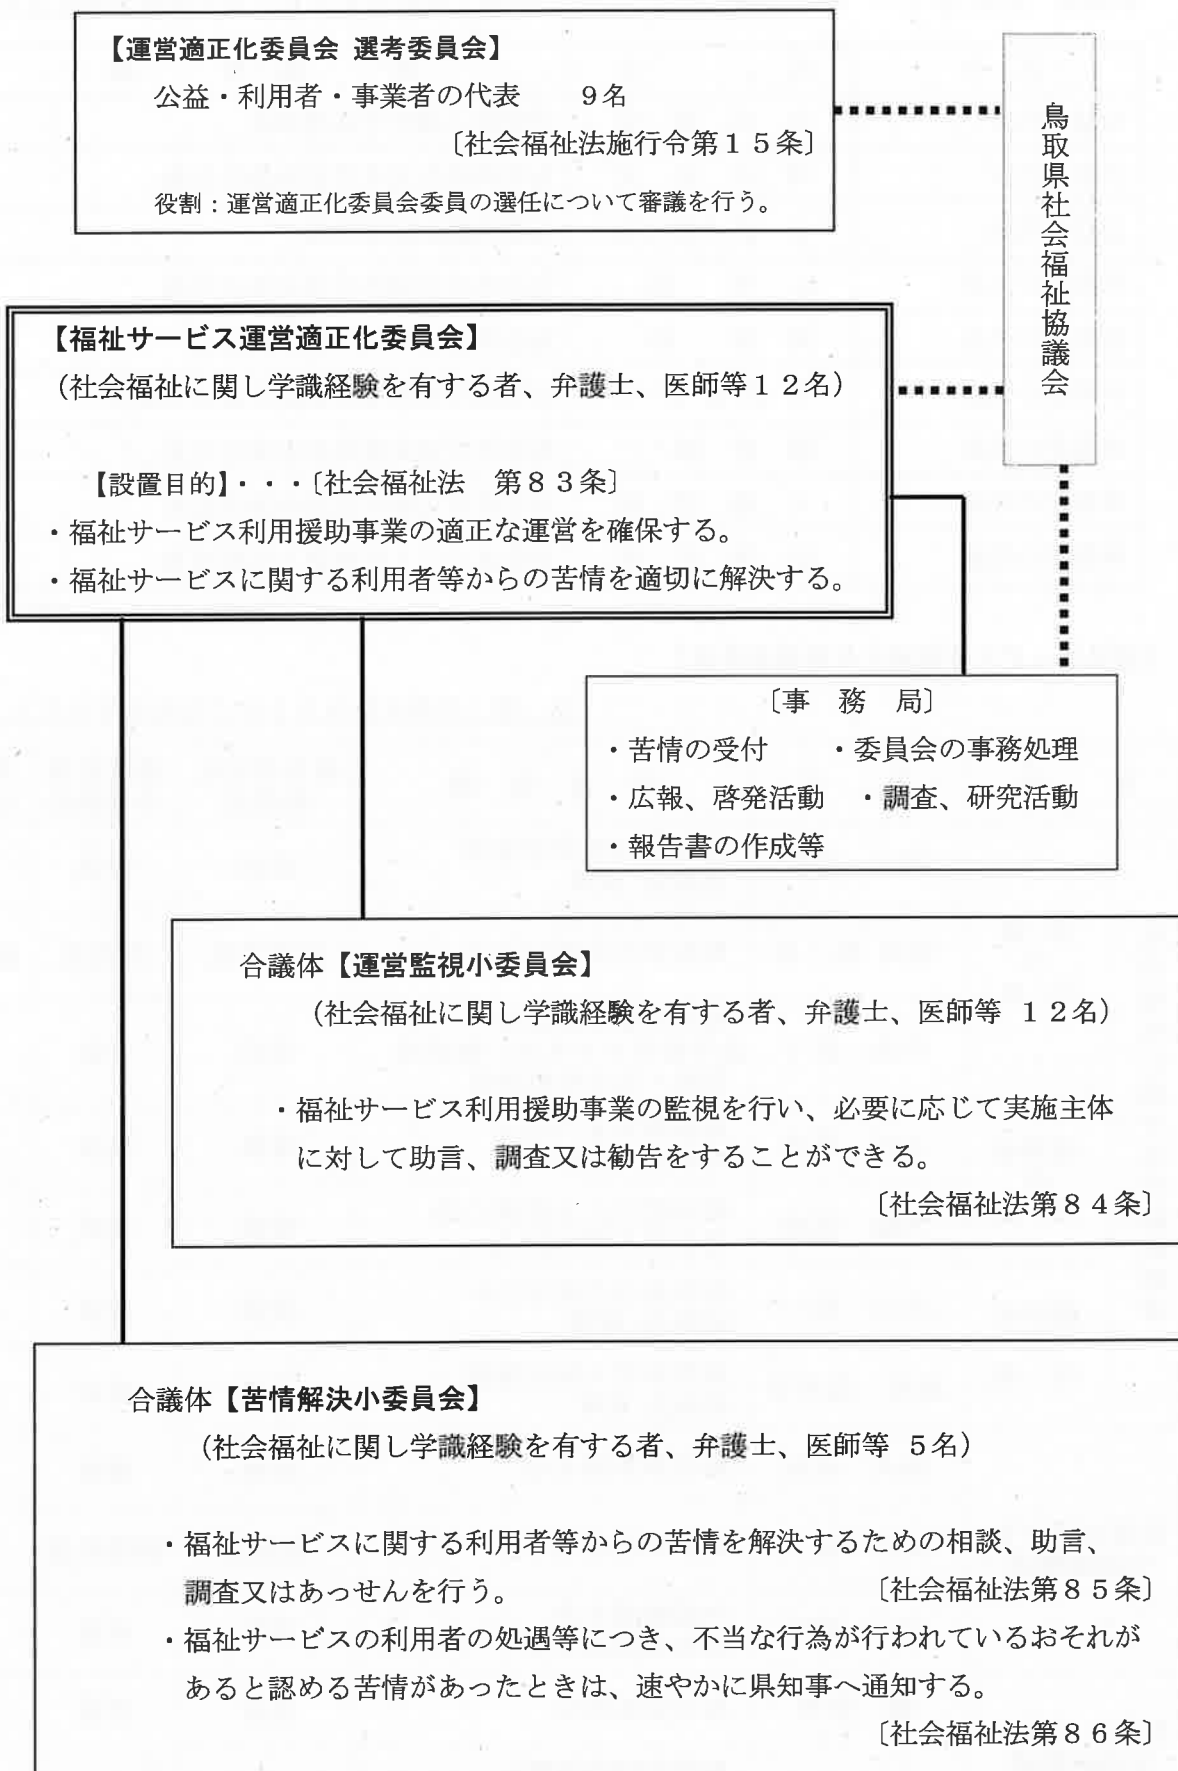 【運営適正化委員会 選考委員会】
公益・利用者・事業者の代表　　9名
〔社会福祉法施行令第１５条〕
役割：運営適正化委員会委員の選任について審議を行う。
鳥取県社会福祉協議会
【福祉サービス運営適正化委員会】
（社会福祉に関し学識経験を有する者、弁護士、医師等１２名）
【設置目的】・・・〔社会福祉法　第８３条〕
・福祉サービス利用援助事業の適正な運営を確保する。
・福祉サービスに関する利用者等からの苦情を適切に解決する。
〔事　務　局〕
・苦情の受付　　・委員会の事務処理
・広報、啓発活動　・調査、研究活動
・報告書の作成等
合議体【運営監視小委員会】
（社会福祉に関し学識経験を有する者、弁護士、医師等 １２名）
・福祉サービス利用援助事業の監視を行い、必要に応じて実施主体
に対して助言、調査又は勧告をすることができる。
〔社会福祉法第８４条〕
合議体【苦情解決小委員会】
（社会福祉に関し学識経験を有する者、弁護士、医師等 5名）
・福祉サービスに関する利用者等からの苦情を解決するための相談、助言、
調査又はあっせんを行う。　　〔社会福祉法第８５条〕
・福祉サービスの利用者の処遇等につき、不当な行為が行われているおそれが
あると認める苦情があったときは、速やかに県知事へ通知する。
〔社会福祉法第８６条〕